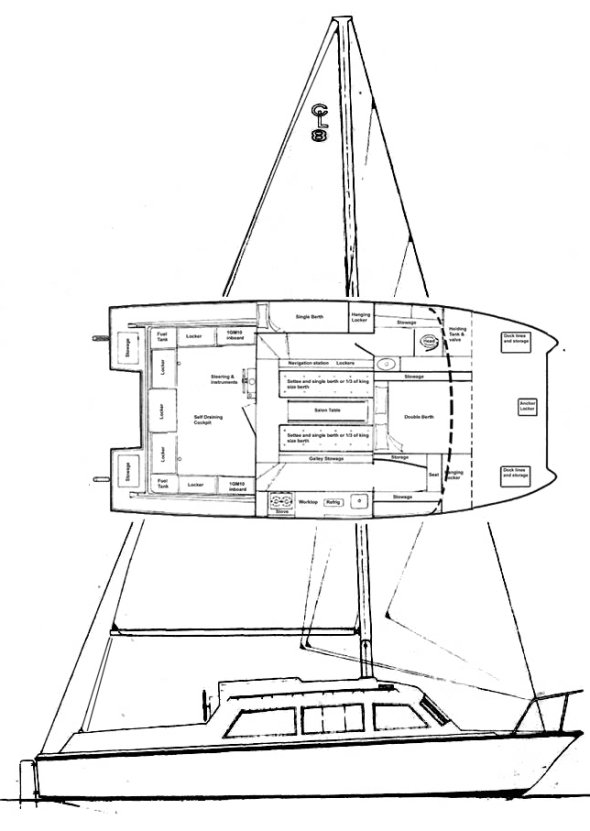 C
L
8
Single Berth
Hanging
Locker
Stowage
Head
Holding
Tank &
valve
Dock lines
and storage
Stowage
Fuel
Tank
Locker
1GM10
inboard
Locker
Steering &
instruments
Navigation station Lockers
Stowage
Settee and single berth or 1/3 of king
size berth
Salon Table
Double Berth
Anchor
Locker
Locker
Self Draining
Cockpit
Settee and single berth or 1/3 of king
size berth
Galley Stowage
Storage
Locker
Stowage
Fuel
Tank
Locker
1GM10
inboard
Stove
Worktop
Refrig
Seat
Hanging
Locker
Stowage
Dock lines
and storage